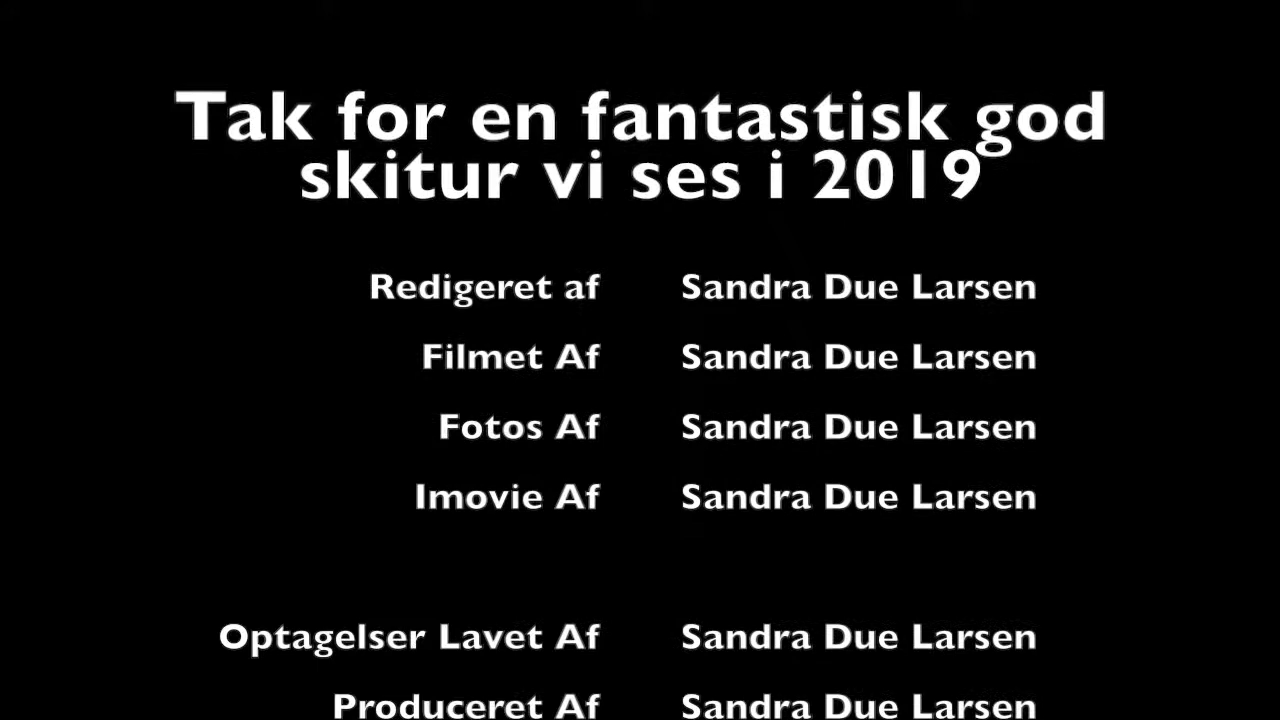 Tak for en fantastisk god
skitur vi ses i 2019
Redigeret af Sandra Due Larsen
Filmet Af Sandra Due Larsen
Fotos Af Sandra Due Larsen
Imovie Af Sandra Due Larsen
Optagelser Lavet Af Sandra Due Larsen
Produceret Af Sandra Due Larsen